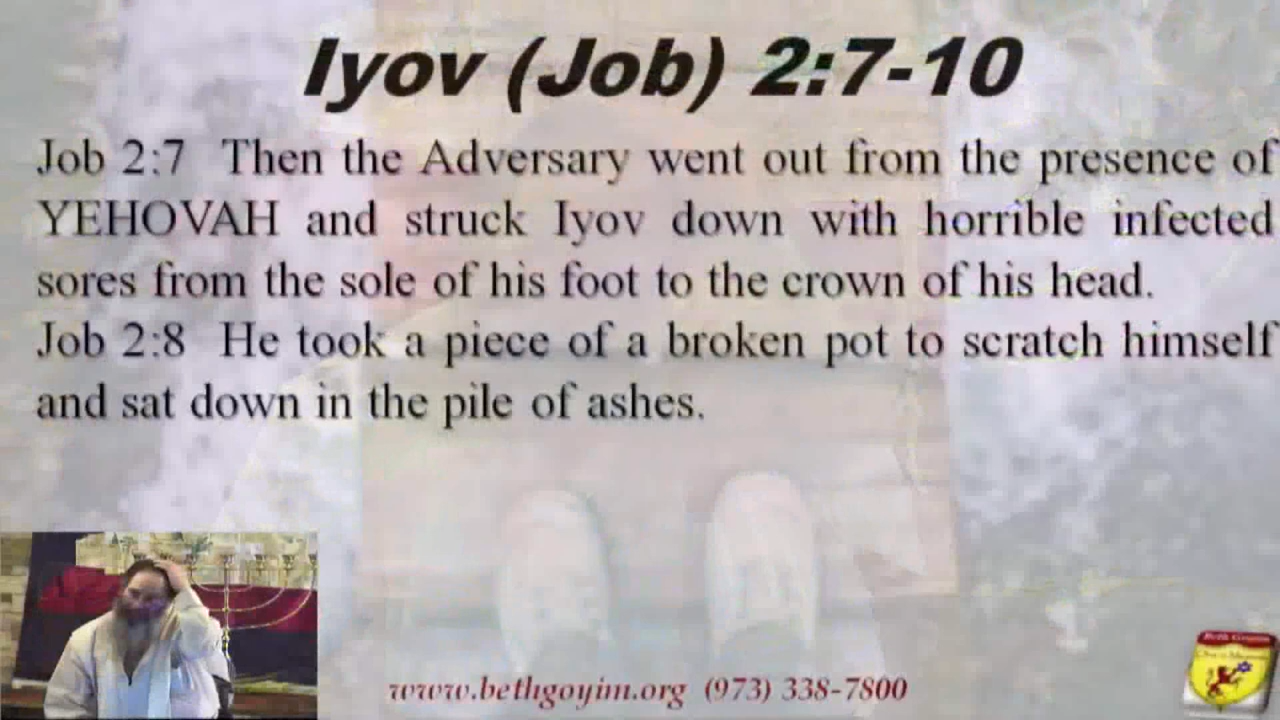 Iyov (Job) 2:7-10
Job 2:7 Then the Adversary went out from the presence of
YEHOVAH and struck Iyov down with horrible infected
sores from the sole of his foot to the crown of his head.
Job 2:8 He took a piece of a broken pot to scratch himself
and sat down in the pile of ashes.
www.bethgoyim.org (973) 338-7800
Beth Goyim